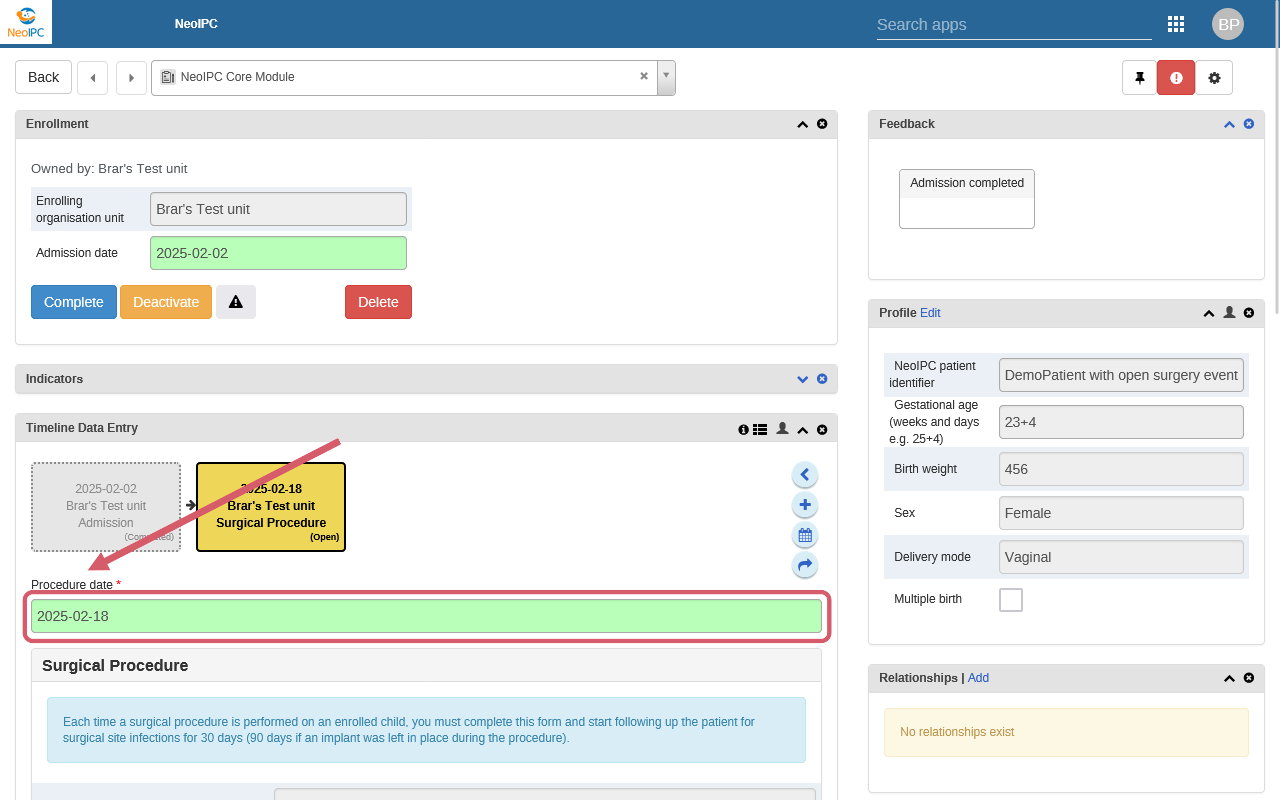 NeoIPC
NeoIPC
Search apps
BP
Back
NeoIPC Core Module
Enrollment
Owned by: Brar's Test unit
Enrolling
organisation unit
Brar's Test unit
Admission date
2025-02-02
Complete
Deactivate
Delete
Indicators
Timeline Data Entry
2025-02-02
Brar's Test unit
Admission
(Completed)
2025-02-18
Brar's Test unit
Surgical Procedure
(Open)
Procedure date *
2025-02-18
Surgical Procedure
Each time a surgical procedure is performed on an enrolled child, you must complete this form and start following up the patient for
surgical site infections for 30 days (90 days if an implant was left in place during the procedure).
Feedback
Admission completed
Profile Edit
NeoIPC patient
identifier
DemoPatient with open surgery event
Gestational age
(weeks and days
e.g. 25+4)
23+4
Birth weight
456
Sex
Female
Delivery mode
Vaginal
Multiple birth
Relationships | Add
No relationships exist